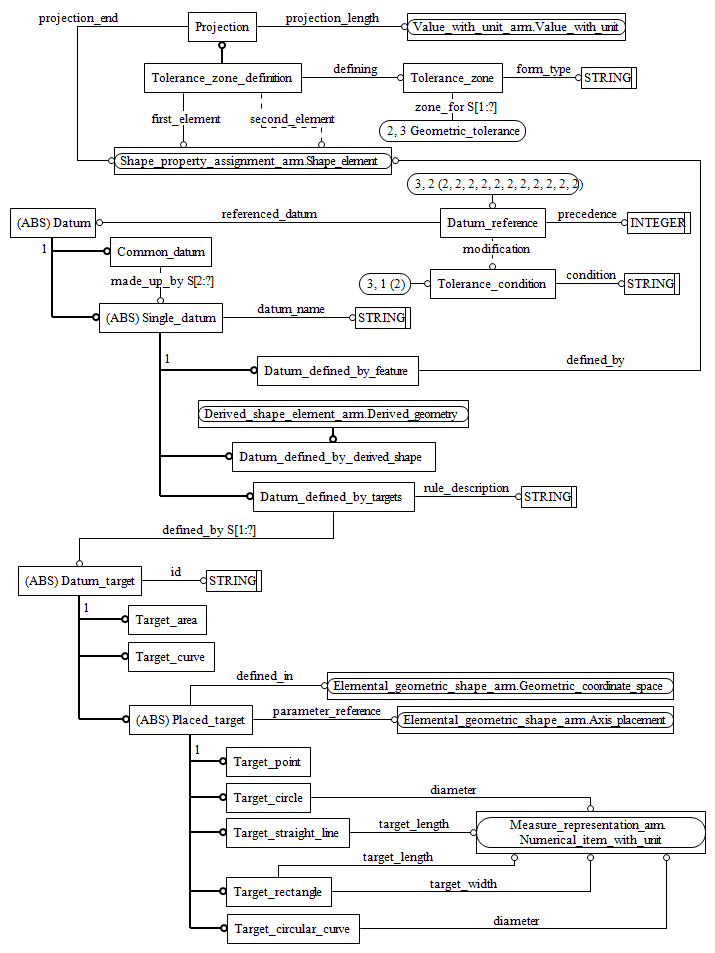 projection_end
Projection
projection_length
Value_with_unit_arm.Value_with_unit
Tolerance_zone_definition
defining
Tolerance_zone
form_type
STRING
first_element
second_element
zone_for S[1:?]
2, 3 Geometric_tolerance
Shape_property_assignment_arm.Shape_element
3, 2 (2, 2, 2, 2, 2, 2, 2, 2, 2, 2, 2, 2)
(ABS) Datum
referenced_datum
Datum_reference
precedence
INTEGER
1
Common_datum
modification
made_up_by S[2:?]
3, 1 (2)
Tolerance_condition
condition
STRING
(ABS) Single_datum
datum_name
STRING
1
Datum_defined_by_feature
defined_by
Derived_shape_element_arm.Derived_geometry
Datum_defined_by_derived_shape
Datum_defined_by_targets
rule_description
STRING
defined_by S[1:?]
(ABS) Datum_target
id
STRING
1
Target_area
Target_curve
defined_in
Elemental_geometric_shape_arm.Geometric_coordinate_space
(ABS) Placed_target
parameter_reference
Elemental_geometric_shape_arm.Axis_placement
1
Target_point
Target_circle
diameter
Target_straight_line
target_length
Measure_representation_arm.
Numerical_item_with_unit
target_length
Target_rectangle
target_width
Target_circular_curve
diameter